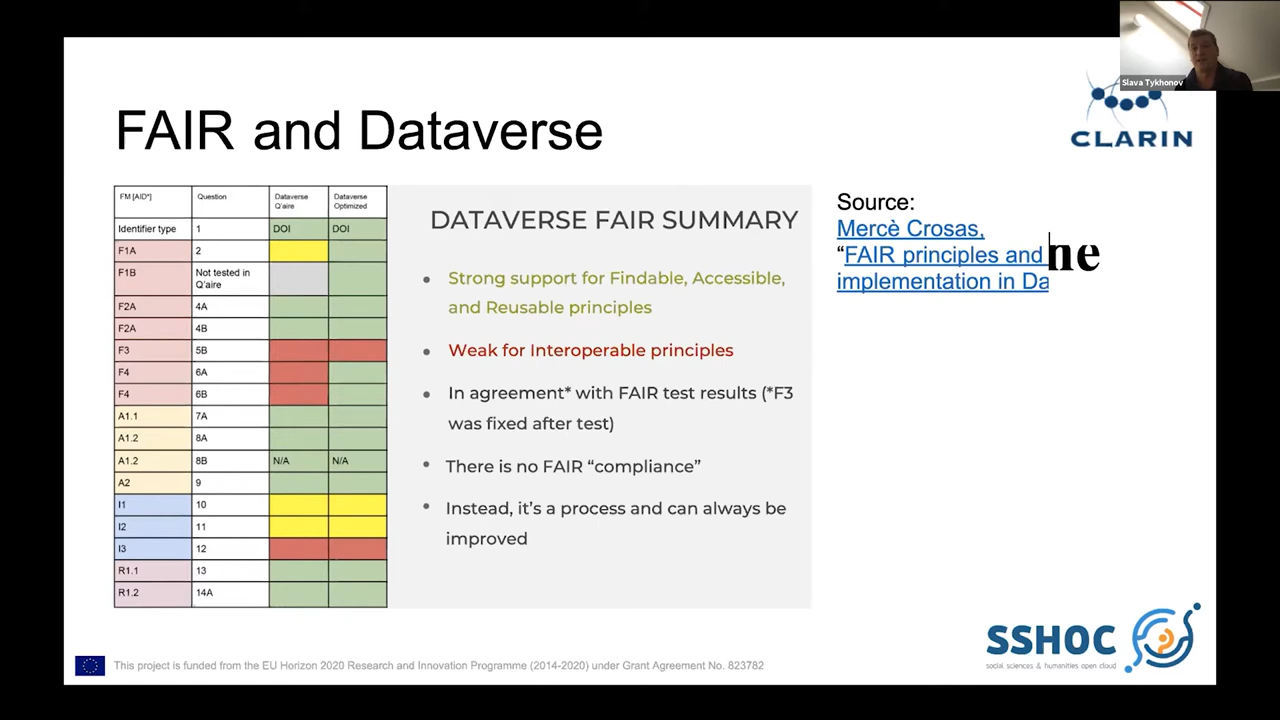 Slava Tykhonov
CLARIN
FAIR and Dataverse
FM [AID*] Question Dataverse Q'aire Dataverse Optimized
Identifier type 1 DOI DOI
F1A 2
F1B Not tested in Q'aire
F2A 4A
F2A 4B
F3 5B
F4 6A
F4 6B
A1.1 7A
A1.2 8A
A1.2 8B N/A N/A
A2 9
I1 10
I2 11
I3 12
R1.1 13
R1.2 14A
DATAVERSE FAIR SUMMARY
• Strong support for Findable, Accessible,
and Reusable principles
• Weak for Interoperable principles
• In agreement* with FAIR test results (*F3
was fixed after test)
• There is no FAIR “compliance”
• Instead, it’s a process and can always be
improved
Source:
Mercè Crosas,
“FAIR principles and
implementation in Da
ne
SSHOC
social sciences & humanities open cloud
This project is funded from the EU Horizon 2020 Research and Innovation Programme (2014-2020) under Grant Agreement No. 823782